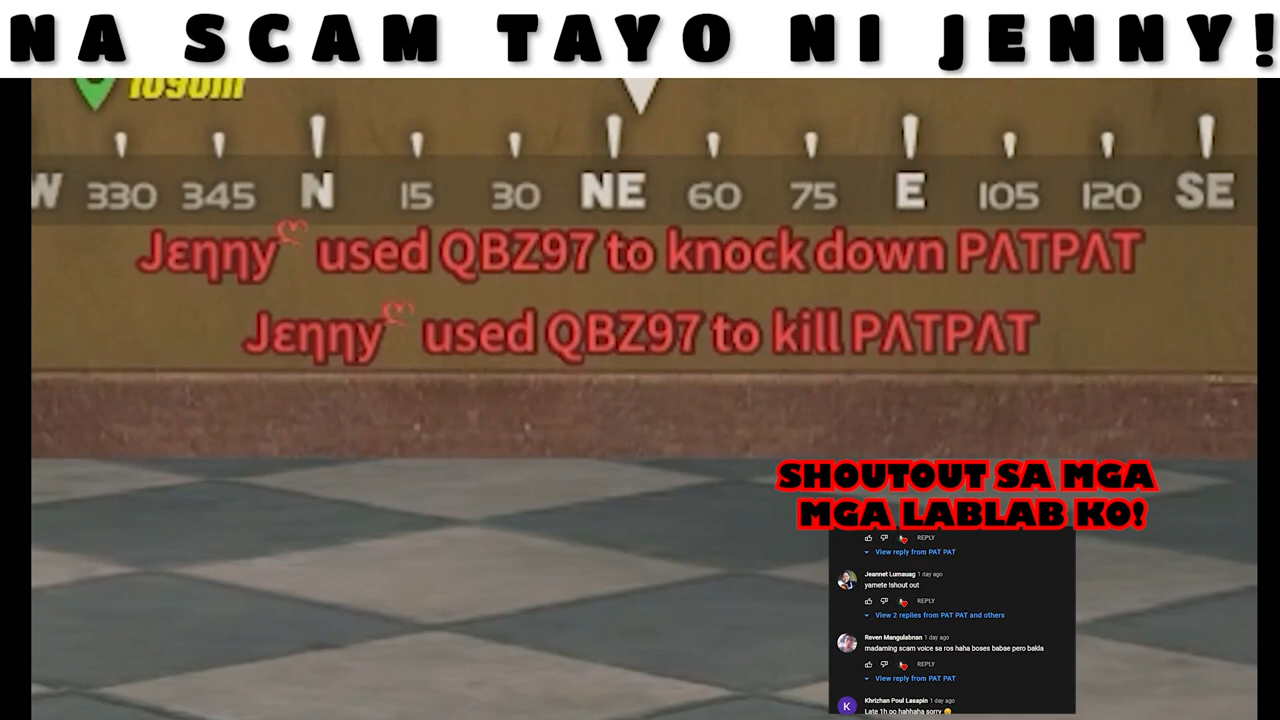 NA SCAM TAYO NI JENNY!
1090m
W 330 345 N 15 30 NE 60 75 E 105 120 SE
Jεηηყ used QBZ97 to knock down PΛTPΛT
Jεηηყ used QBZ97 to kill PΛTPΛT
SHOUTOUT SA MGA
MGA LABLAB KO!
REPLY
View reply from PAT PAT
Jeannet Lumauag 1 day ago
yamete !shout out
REPLY
View 2 replies from PAT PAT and others
Reven Mangulabnan 1 day ago
madaming scam voice sa ros haha boses babae pero bakla
REPLY
View reply from PAT PAT
K
Khrizhan Poul Lasapin 1 day ago
Late 1h po hahhaha sorry